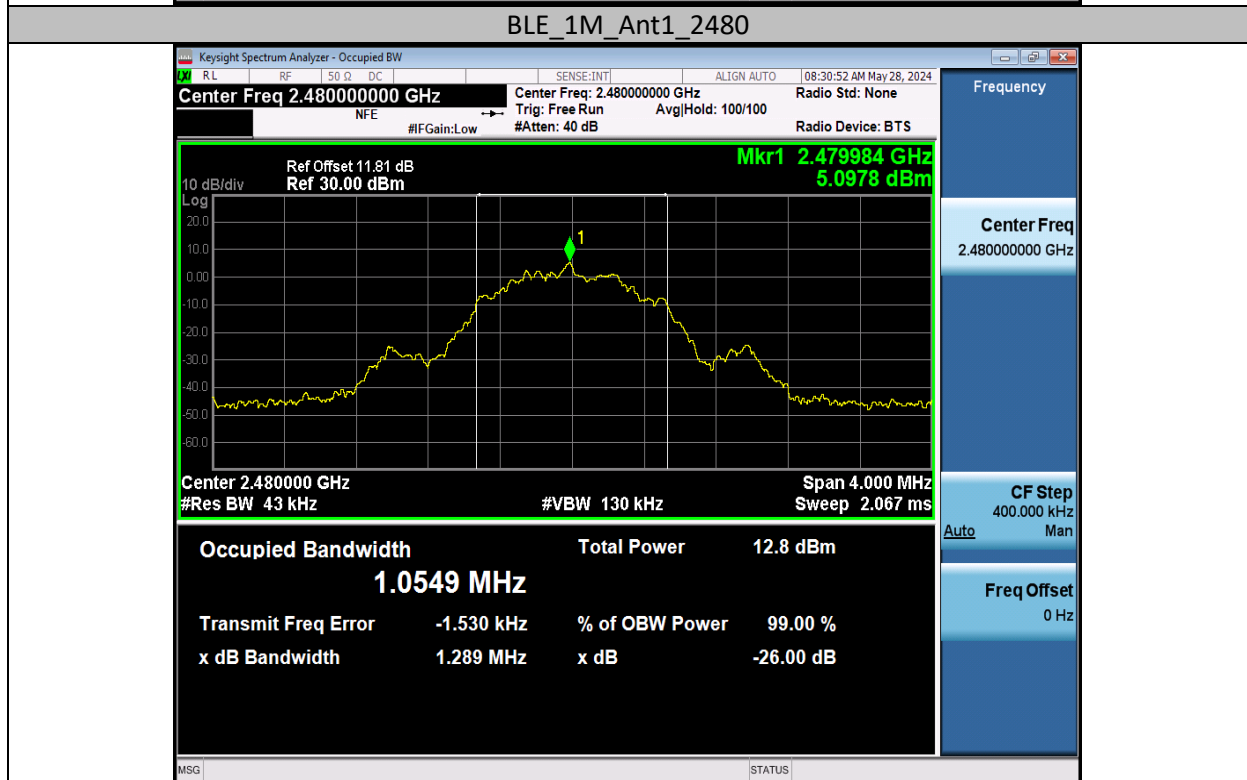 BLE_1M_Ant1_2480
Keysight Spectrum Analyzer - Occupied BW
LXI RL RF 50 Ω DC SENSE:INT ALIGN AUTO 08:30:52 AM May 28, 2024
Center Freq 2.480000000 GHz Center Freq: 2.480000000 GHz Radio Std: None
NFE Trig: Free Run Avg|Hold: 100/100
#IFGain:Low #Atten: 40 dB Radio Device: BTS
Frequency
Mkr1 2.479984 GHz
5.0978 dBm
Ref Offset 11.81 dB
10 dB/div Ref 30.00 dBm
Log
20.0
10.0
0.00
-10.0
-20.0
-30.0
-40.0
-50.0
-60.0
1
Center 2.480000 GHz Span 4.000 MHz
#Res BW 43 kHz #VBW 130 kHz Sweep 2.067 ms
Occupied Bandwidth Total Power 12.8 dBm
1.0549 MHz
Transmit Freq Error -1.530 kHz % of OBW Power 99.00 %
x dB Bandwidth 1.289 MHz x dB -26.00 dB
Center Freq
2.480000000 GHz
CF Step
400.000 kHz
Auto Man
Freq Offset
0 Hz
MSG STATUS